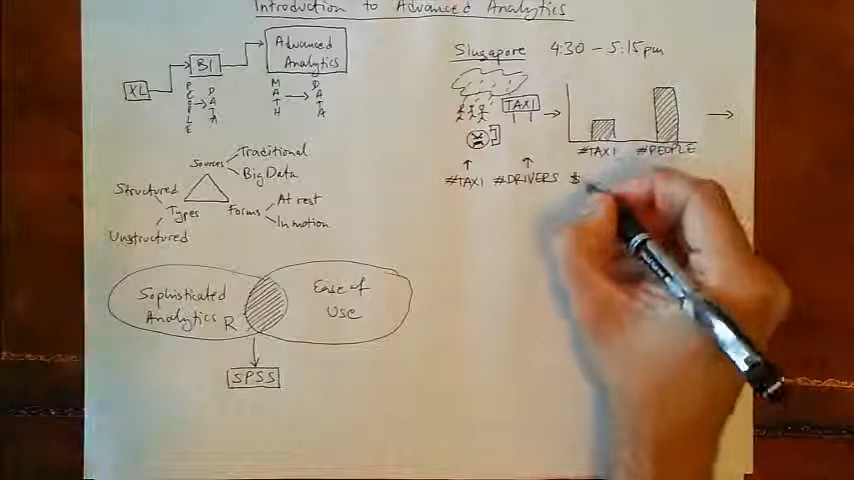 Introduction to Advanced Analytics
XL
BI
Advanced
Analytics
PEOPLE
DATA
MATH
DATA
Sources
Traditional
Big Data
Structured
Types
Unstructured
Forms
At rest
In motion
Sophisticated
Analytics R
Ease of
Use
SPSS
Singapore 4:30 - 5:15pm
TAXI
#TAXI #PEOPLE
#TAXI #DRIVERS $